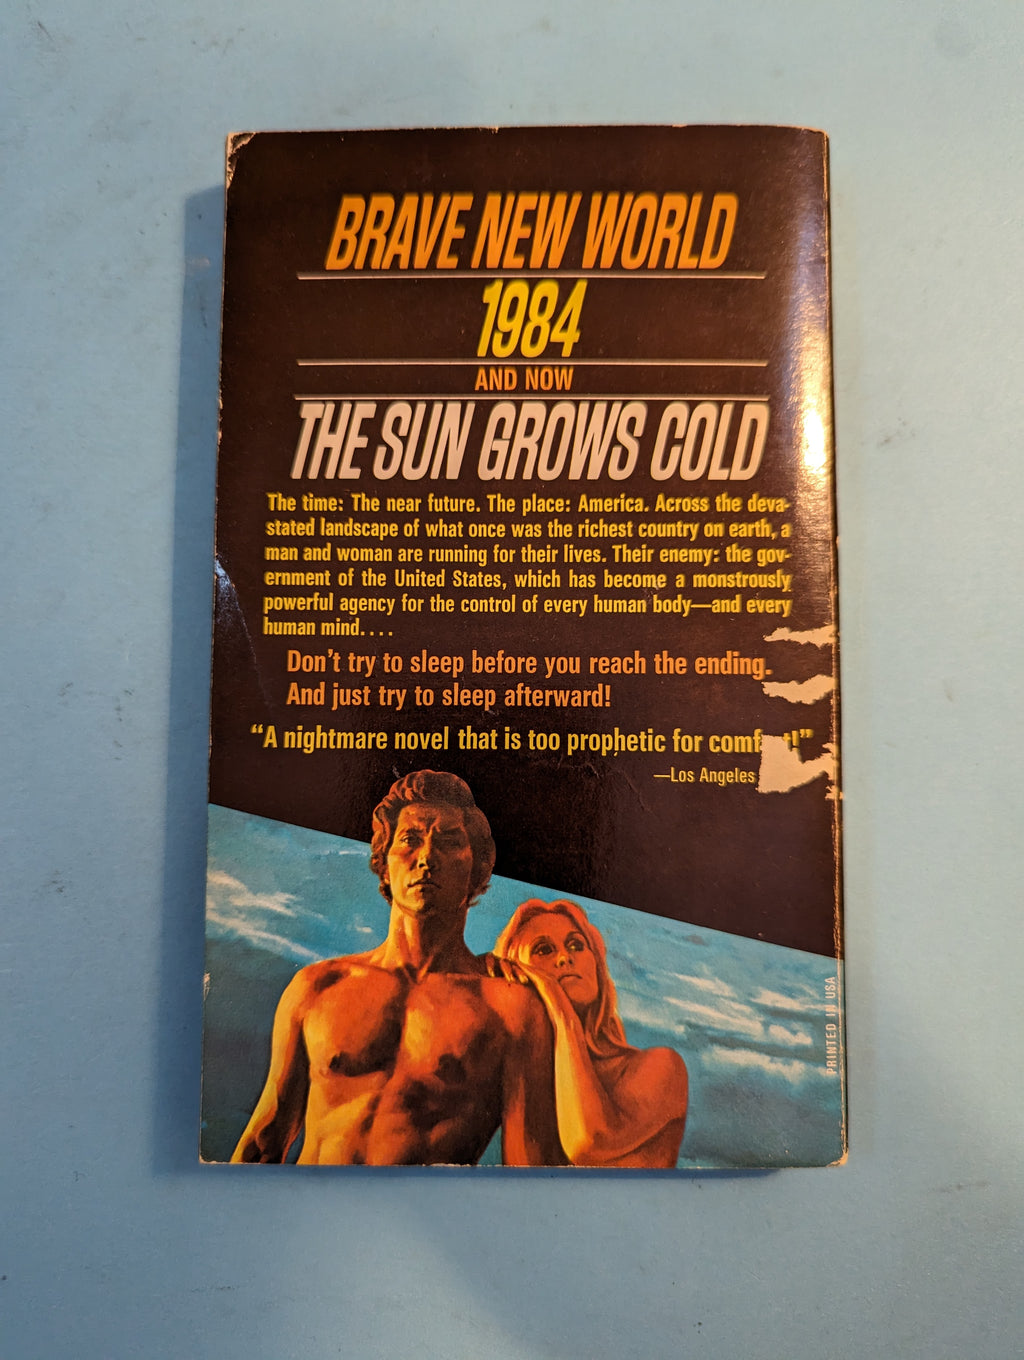 BRAVE NEW WORLD
1984
AND NOW
THE SUN GROWS COLD
The time: The near future. The place: America. Across the deva-
stated landscape of what once was the richest country on earth, a
man and woman are running for their lives. Their enemy: the gov-
ernment of the United States, which has become a monstrously
powerful agency for the control of every human body—and every
human mind....
Don't try to sleep before you reach the ending.
And just try to sleep afterward!
"A nightmare novel that is too prophetic for
—Los Angeles
PRINTED IN USA